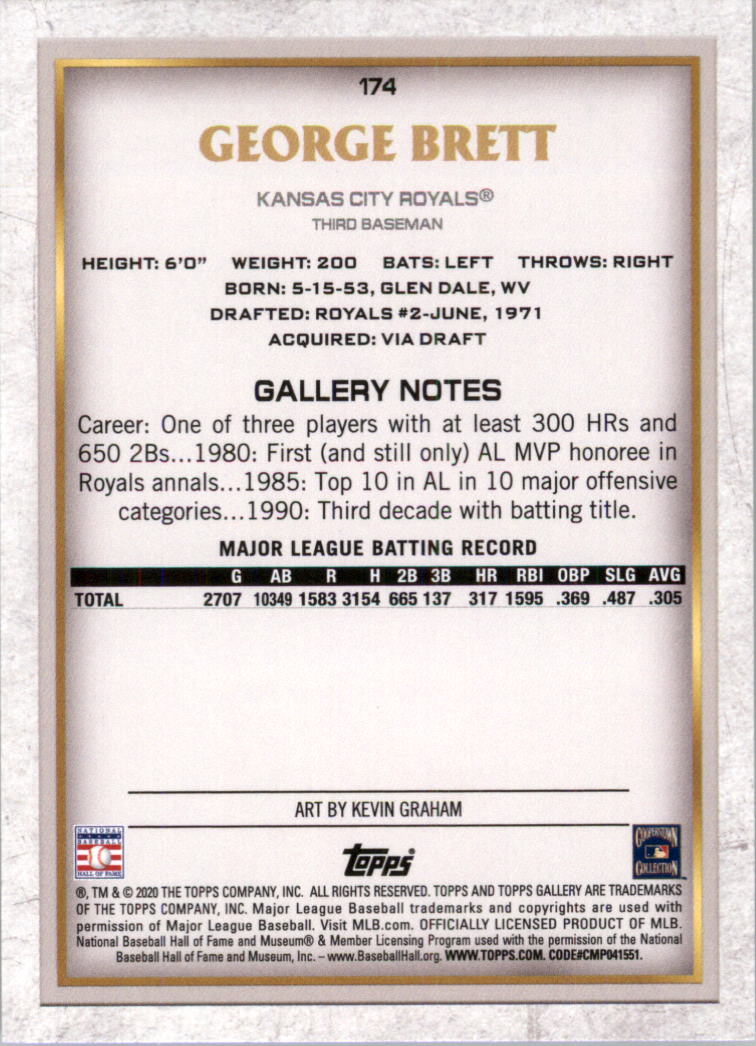 174
GEORGE BRETT
KANSAS CITY ROYALS®
THIRD BASEMAN
HEIGHT: 6'0" WEIGHT: 200 BATS: LEFT THROWS: RIGHT
BORN: 5-15-53, GLEN DALE, WV
DRAFTED: ROYALS #2-JUNE, 1971
ACQUIRED: VIA DRAFT
GALLERY NOTES
Career: One of three players with at least 300 HRs and
650 2Bs...1980: First (and still only) AL MVP honoree in
Royals annals...1985: Top 10 in AL in 10 major offensive
categories...1990: Third decade with batting title.
MAJOR LEAGUE BATTING RECORD
G AB R H 2B 3B HR RBI OBP SLG AVG
TOTAL 2707 10349 1583 3154 665 137 317 1595 .369 .487 .305
ART BY KEVIN GRAHAM
NATIONAL
BASEBALL
HALL OF FAME
Topps®
COOPERSTOWN
COLLECTION
®, TM & © 2020 THE TOPPS COMPANY, INC. ALL RIGHTS RESERVED. TOPPS AND TOPPS GALLERY ARE TRADEMARKS
OF THE TOPPS COMPANY, INC. Major League Baseball trademarks and copyrights are used with
permission of Major League Baseball. Visit MLB.com. OFFICIALLY LICENSED PRODUCT OF MLB.
National Baseball Hall of Fame and Museum® & Member Licensing Program used with the permission of the National
Baseball Hall of Fame and Museum, Inc. – www.BaseballHall.org. WWW.TOPPS.COM. CODE#CMP041551.